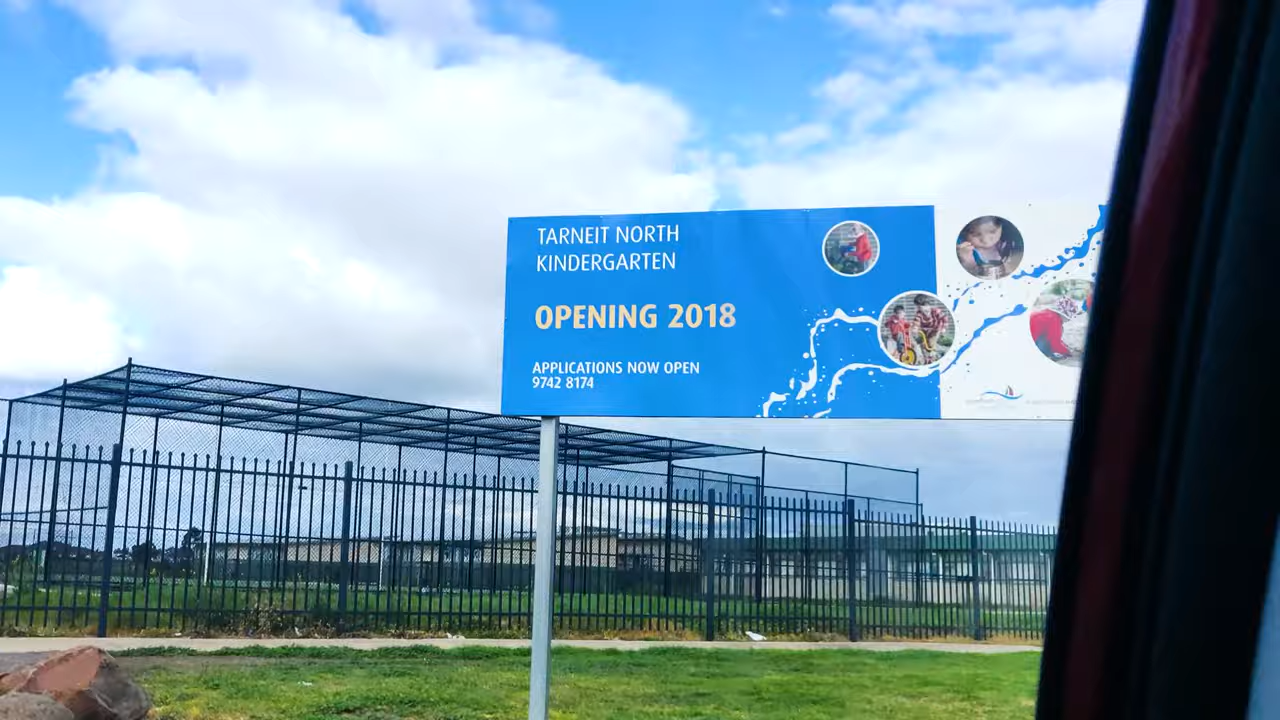 TARNEIT NORTH
KINDERGARTEN
OPENING 2018
APPLICATIONS NOW OPEN
9742 8174